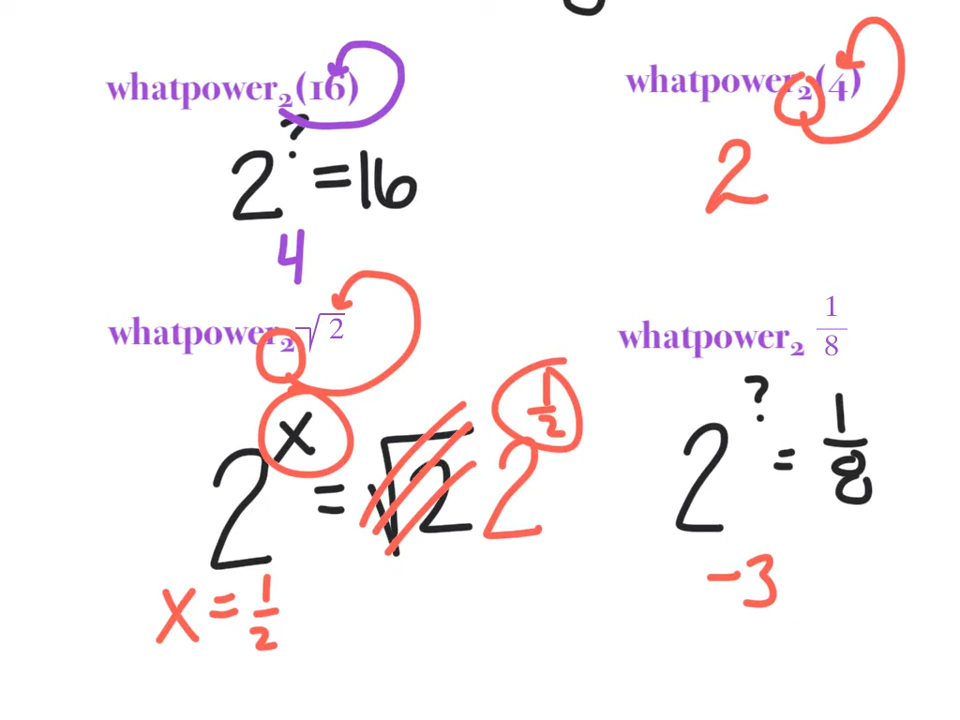 whatpower₂(16)
2^? = 16
4
whatpower₂(4)
2
whatpower₂ √2
2^x = √2 2^1/2
x = 1/2
whatpower₂ 1/8
2^? = 1/8
-3